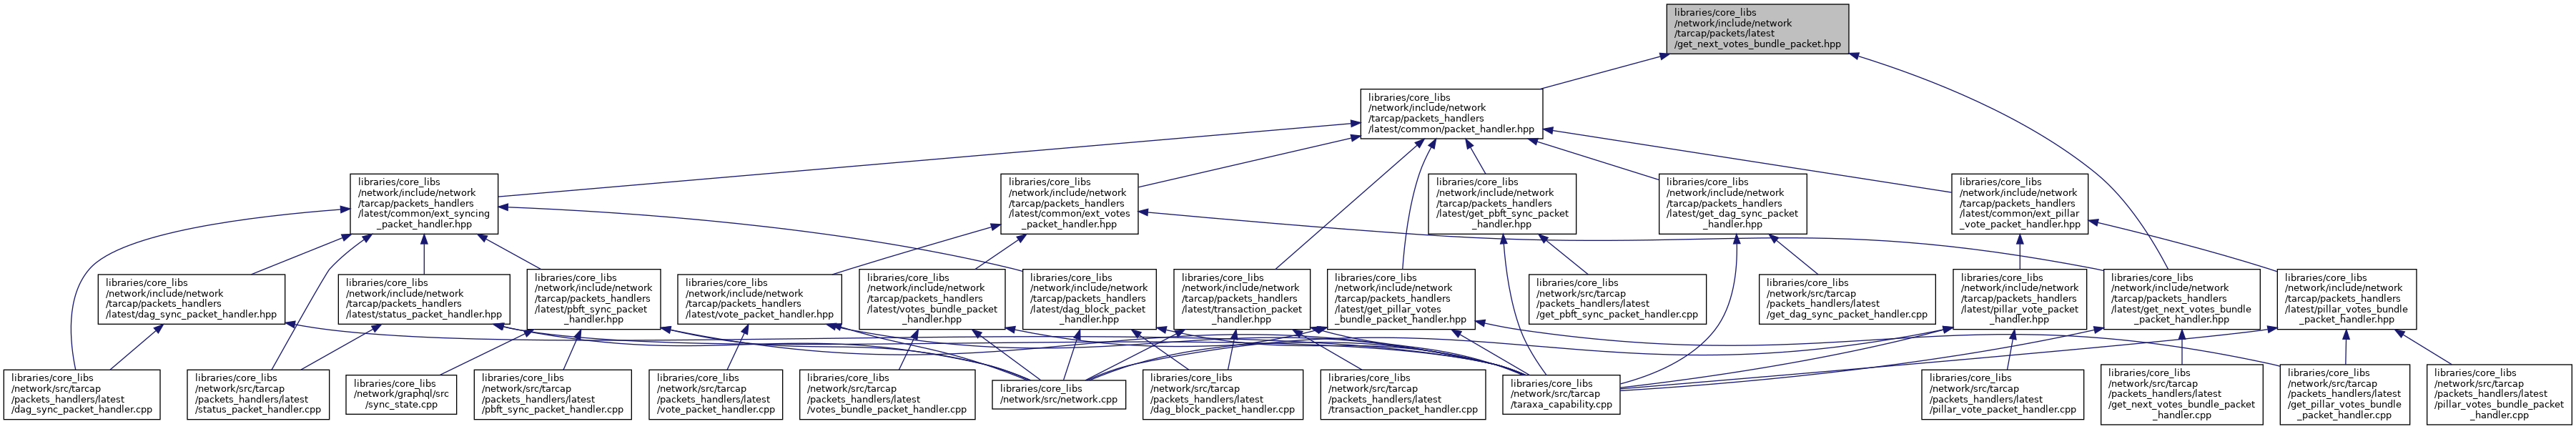 libraries/core_libs
/network/include/network
/tarcap/packets/latest
/get_next_votes_bundle_packet.hpp
libraries/core_libs
/network/include/network
/tarcap/packets_handlers
/latest/common/packet_handler.hpp
libraries/core_libs
/network/include/network
/tarcap/packets_handlers
/latest/common/ext_syncing
_packet_handler.hpp
libraries/core_libs
/network/include/network
/tarcap/packets_handlers
/latest/common/ext_votes
_packet_handler.hpp
libraries/core_libs
/network/include/network
/tarcap/packets_handlers
/latest/get_pbft_sync_packet
_handler.hpp
libraries/core_libs
/network/include/network
/tarcap/packets_handlers
/latest/get_dag_sync_packet
_handler.hpp
libraries/core_libs
/network/include/network
/tarcap/packets_handlers
/latest/common/ext_pillar
_vote_packet_handler.hpp
libraries/core_libs
/network/include/network
/tarcap/packets_handlers
/latest/dag_sync_packet_handler.hpp
libraries/core_libs
/network/include/network
/tarcap/packets_handlers
/latest/status_packet_handler.hpp
libraries/core_libs
/network/include/network
/tarcap/packets_handlers
/latest/pbft_sync_packet
_handler.hpp
libraries/core_libs
/network/include/network
/tarcap/packets_handlers
/latest/vote_packet_handler.hpp
libraries/core_libs
/network/include/network
/tarcap/packets_handlers
/latest/votes_bundle_packet
_handler.hpp
libraries/core_libs
/network/include/network
/tarcap/packets_handlers
/latest/dag_block_packet
_handler.hpp
libraries/core_libs
/network/include/network
/tarcap/packets_handlers
/latest/transaction_packet
_handler.hpp
libraries/core_libs
/network/include/network
/tarcap/packets_handlers
/latest/get_pillar_votes
_bundle_packet_handler.hpp
libraries/core_libs
/network/src/tarcap
/packets_handlers/latest
/get_pbft_sync_packet_handler.cpp
libraries/core_libs
/network/src/tarcap
/packets_handlers/latest
/get_dag_sync_packet_handler.cpp
libraries/core_libs
/network/include/network
/tarcap/packets_handlers
/latest/pillar_vote_packet
_handler.hpp
libraries/core_libs
/network/include/network
/tarcap/packets_handlers
/latest/get_next_votes_bundle
_packet_handler.hpp
libraries/core_libs
/network/include/network
/tarcap/packets_handlers
/latest/pillar_votes_bundle
_packet_handler.hpp
libraries/core_libs
/network/src/tarcap
/packets_handlers/latest
/dag_sync_packet_handler.cpp
libraries/core_libs
/network/src/tarcap
/packets_handlers/latest
/status_packet_handler.cpp
libraries/core_libs
/network/graphql/src
/sync_state.cpp
libraries/core_libs
/network/src/tarcap
/packets_handlers/latest
/pbft_sync_packet_handler.cpp
libraries/core_libs
/network/src/tarcap
/packets_handlers/latest
/vote_packet_handler.cpp
libraries/core_libs
/network/src/tarcap
/packets_handlers/latest
/votes_bundle_packet_handler.cpp
libraries/core_libs
/network/src/network.cpp
libraries/core_libs
/network/src/tarcap
/packets_handlers/latest
/dag_block_packet_handler.cpp
libraries/core_libs
/network/src/tarcap
/packets_handlers/latest
/transaction_packet_handler.cpp
libraries/core_libs
/network/src/tarcap
/taraxa_capability.cpp
libraries/core_libs
/network/src/tarcap
/packets_handlers/latest
/pillar_vote_packet_handler.cpp
libraries/core_libs
/network/src/tarcap
/packets_handlers/latest
/get_next_votes_bundle_packet
_handler.cpp
libraries/core_libs
/network/src/tarcap
/packets_handlers/latest
/get_pillar_votes_bundle
_packet_handler.cpp
libraries/core_libs
/network/src/tarcap
/packets_handlers/latest
/pillar_votes_bundle_packet
_handler.cpp